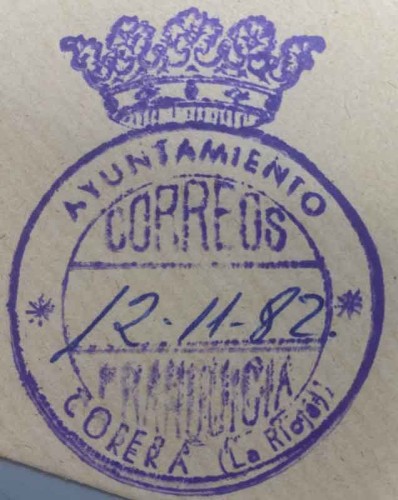 AYUNTAMIENTO
CORREOS
12-11-82.
FRANQUICIA
CORERA (La Rioja)